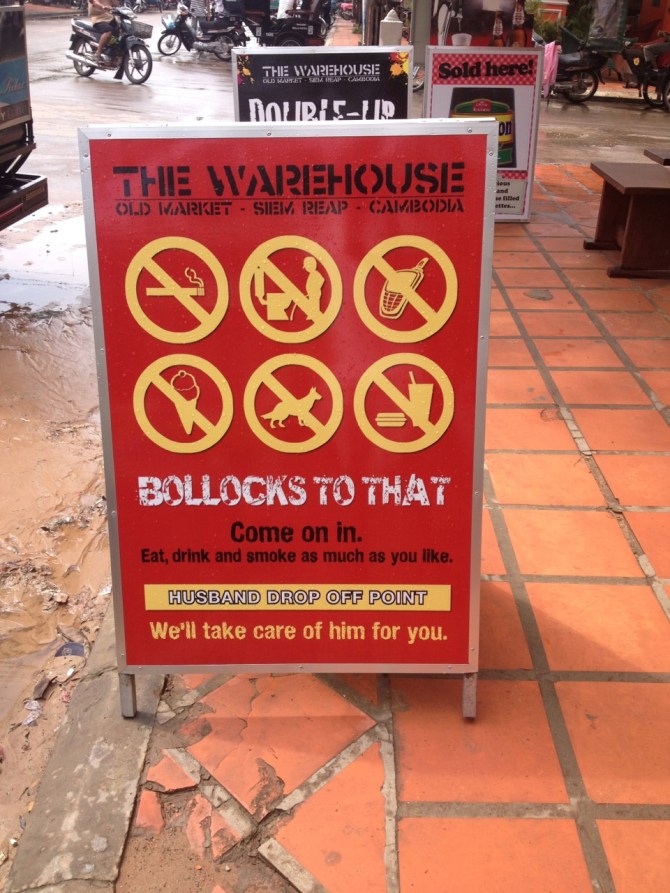 THE WAREHOUSE
OLD MARKET - SIEM REAP - CAMBODIA
DOUBLE-UP
Sold here!
THE WAREHOUSE
OLD MARKET - SIEM REAP - CAMBODIA
BOLLOCKS TO THAT
Come on in.
Eat, drink and smoke as much as you like.
HUSBAND DROP OFF POINT
We'll take care of him for you.